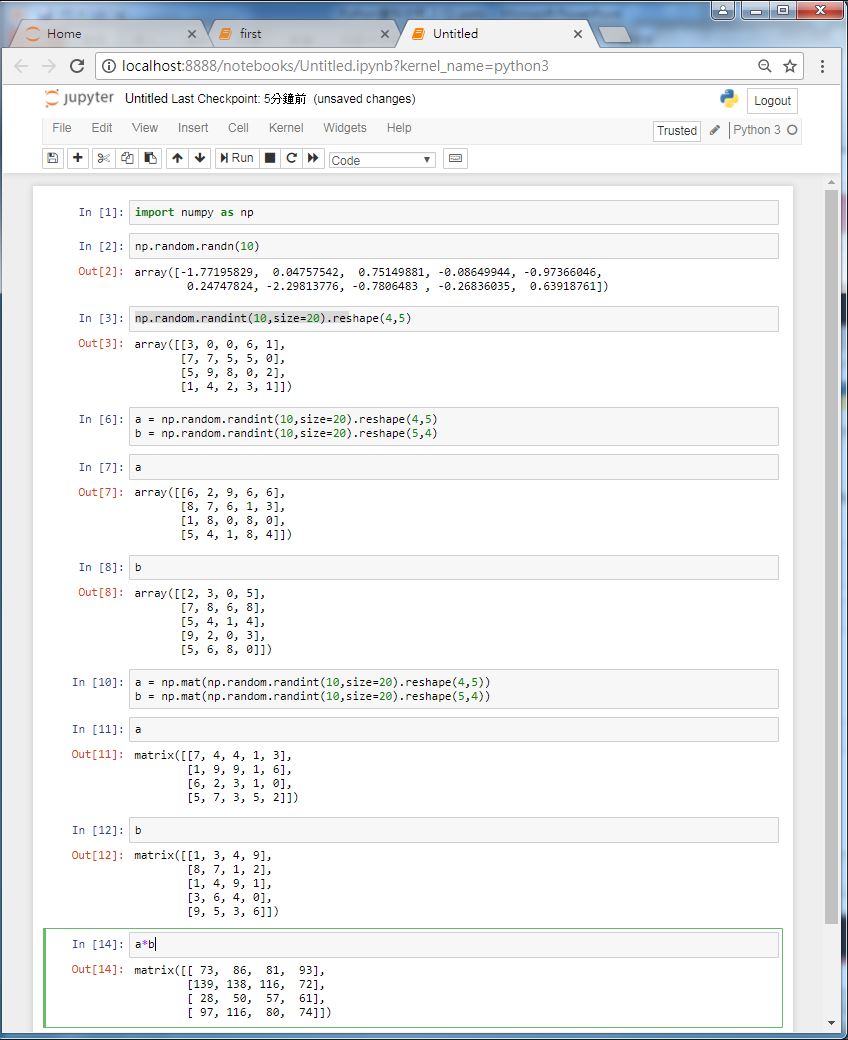 Home
first
Untitled
localhost:8888/notebooks/Untitled.ipynb?kernel_name=python3
jupyter Untitled Last Checkpoint: 5分鐘前 (unsaved changes)
Logout
File Edit View Insert Cell Kernel Widgets Help
Trusted
Python 3
Run
Code
In [1]: import numpy as np
In [2]: np.random.randn(10)
Out[2]: array([-1.77195829,  0.04757542,  0.75149881, -0.08649944, -0.97366046,
        0.24747824, -2.29813776, -0.7806483 , -0.26836035,  0.63918761])
In [3]: np.random.randint(10,size=20).reshape(4,5)
Out[3]: array([[3, 0, 0, 6, 1],
       [7, 7, 5, 5, 0],
       [5, 9, 8, 0, 2],
       [1, 4, 2, 3, 1]])
In [6]: a = np.random.randint(10,size=20).reshape(4,5)
b = np.random.randint(10,size=20).reshape(5,4)
In [7]: a
Out[7]: array([[6, 2, 9, 6, 6],
       [8, 7, 6, 1, 3],
       [1, 8, 0, 8, 0],
       [5, 4, 1, 8, 4]])
In [8]: b
Out[8]: array([[2, 3, 0, 5],
       [7, 8, 6, 8],
       [5, 4, 1, 4],
       [9, 2, 0, 3],
       [5, 6, 8, 0]])
In [10]: a = np.mat(np.random.randint(10,size=20).reshape(4,5))
b = np.mat(np.random.randint(10,size=20).reshape(5,4))
In [11]: a
Out[11]: matrix([[7, 4, 4, 1, 3],
        [1, 9, 9, 1, 6],
        [6, 2, 3, 1, 0],
        [5, 7, 3, 5, 2]])
In [12]: b
Out[12]: matrix([[1, 3, 4, 9],
        [8, 7, 1, 2],
        [1, 4, 9, 1],
        [3, 6, 4, 0],
        [9, 5, 3, 6]])
In [14]: a*b
Out[14]: matrix([[ 73,  86,  81,  93],
        [139, 138, 116,  72],
        [ 28,  50,  57,  61],
        [ 97, 116,  80,  74]])